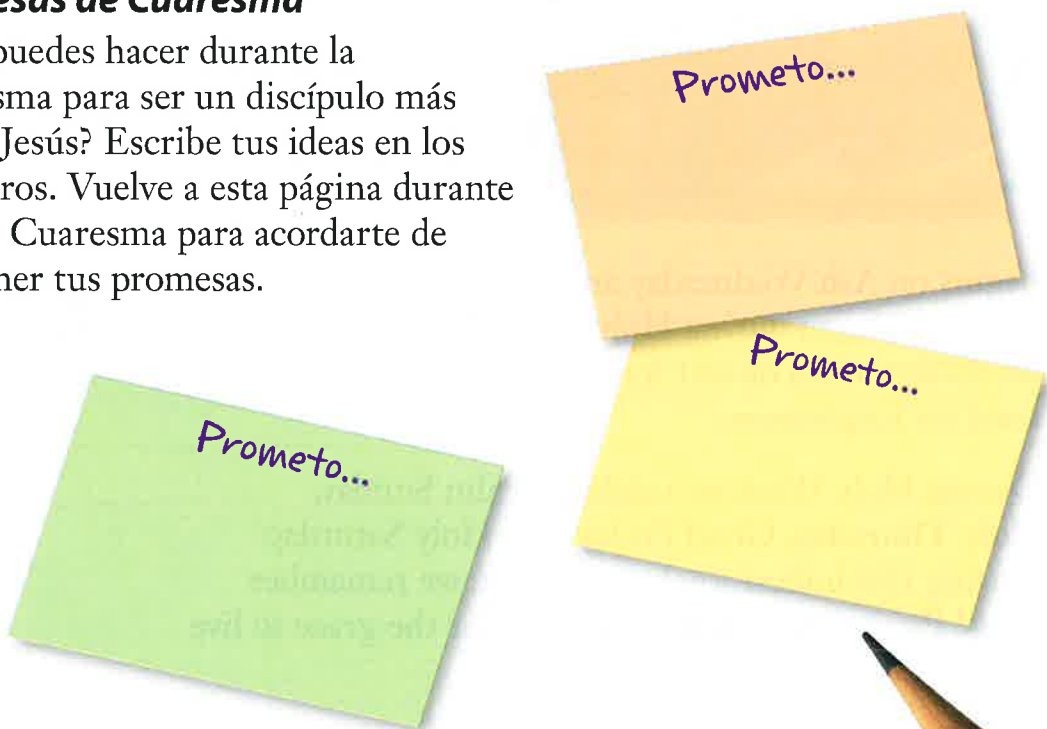 esas de Cuaresma
puedes hacer durante la
sma para ser un discípulo más
Jesús? Escribe tus ideas en los
ros. Vuelve a esta página durante
Cuaresma para acordarte de
ner tus promesas.
Prometo...
Prometo...
Prometo...